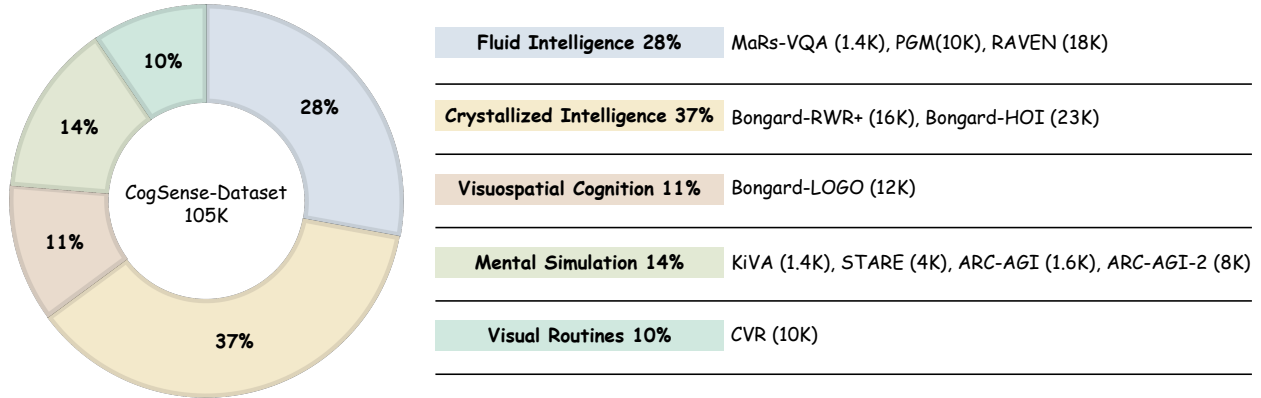 10%
28%
14%
CogSense-Dataset
105K
11%
37%
Fluid Intelligence 28% MaRs-VQA (1.4K), PGM(10K), RAVEN (18K)
Crystallized Intelligence 37% Bongard-RWR+ (16K), Bongard-HOI (23K)
Visuospatial Cognition 11% Bongard-LOGO (12K)
Mental Simulation 14% KiVA (1.4K), STARE (4K), ARC-AGI (1.6K), ARC-AGI-2 (8K)
Visual Routines 10% CVR (10K)